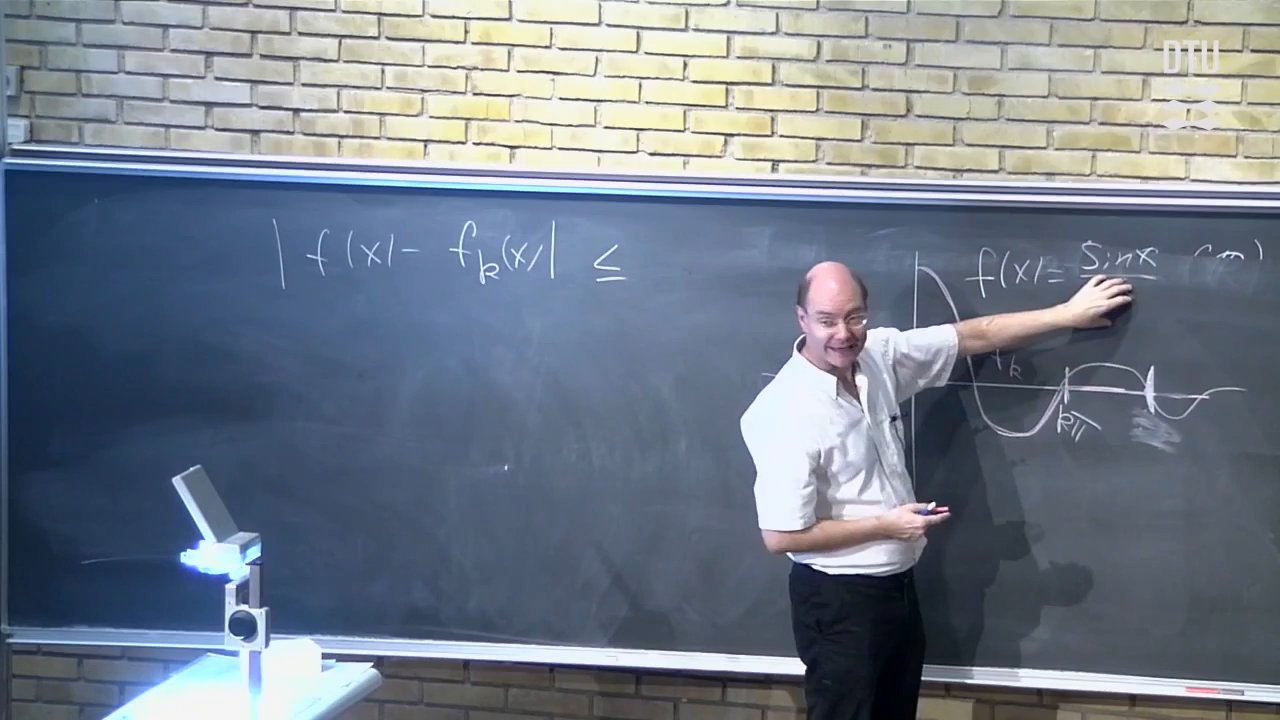 DTU
| f(x) - f_k(x) | ≤
f(x) = sin x
f_k
kπ